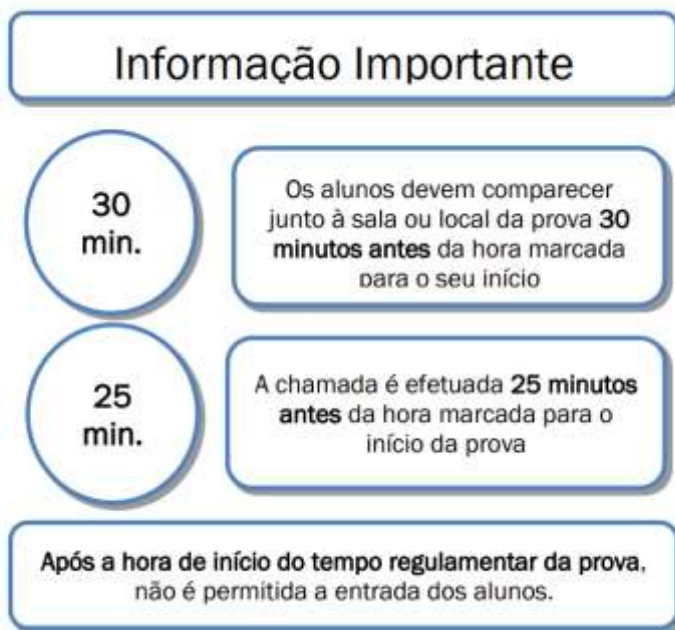 Informação Importante
30
min.
Os alunos devem comparecer
junto à sala ou local da prova 30
minutos antes da hora marcada
para o seu início
25
min.
A chamada é efetuada 25 minutos
antes da hora marcada para o
início da prova
Após a hora de início do tempo regulamentar da prova,
não é permitida a entrada dos alunos.